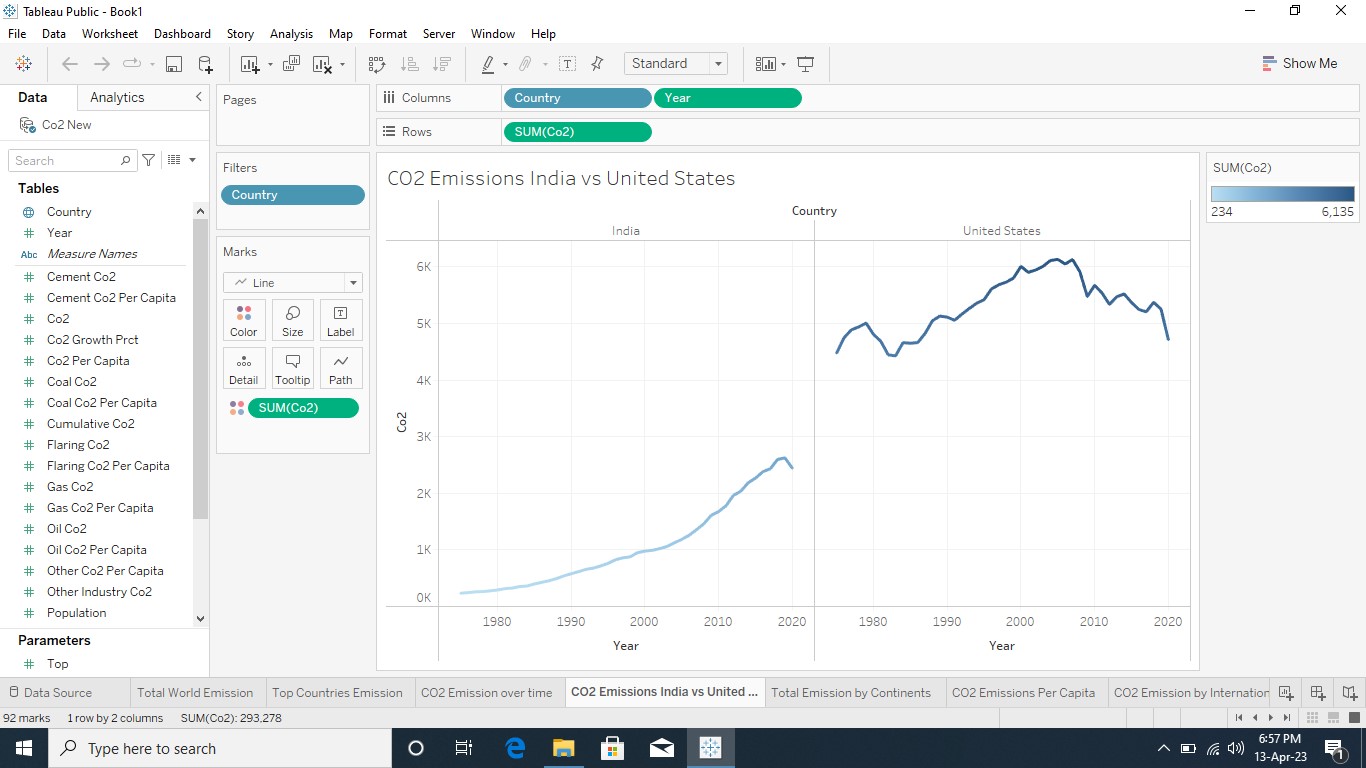 Tableau Public - Book1
File Data Worksheet Dashboard Story Analysis Map Format Server Window Help
Standard
Show Me
Data Analytics
Co2 New
Search
Tables
Country
Year
Abc Measure Names
Cement Co2
Cement Co2 Per Capita
Co2
Co2 Growth Prct
Co2 Per Capita
Coal Co2
Coal Co2 Per Capita
Cumulative Co2
Flaring Co2
Flaring Co2 Per Capita
Gas Co2
Gas Co2 Per Capita
Oil Co2
Oil Co2 Per Capita
Other Co2 Per Capita
Other Industry Co2
Population
Parameters
Top
Pages
Filters
Country
Marks
Line
Color Size Label
Detail Tooltip Path
SUM(Co2)
Columns Country Year
Rows SUM(Co2)
CO2 Emissions India vs United States
Country
India United States
6K
5K
4K
3K
2K
1K
0K
Co2
1980 1990 2000 2010 2020 1980 1990 2000 2010 2020
Year Year
SUM(Co2)
234 6,135
Data Source Total World Emission Top Countries Emission CO2 Emission over time CO2 Emissions India vs United ... Total Emission by Continents CO2 Emissions Per Capita CO2 Emission by Internation
92 marks 1 row by 2 columns SUM(Co2): 293,278
Type here to search
6:57 PM
13-Apr-23
1